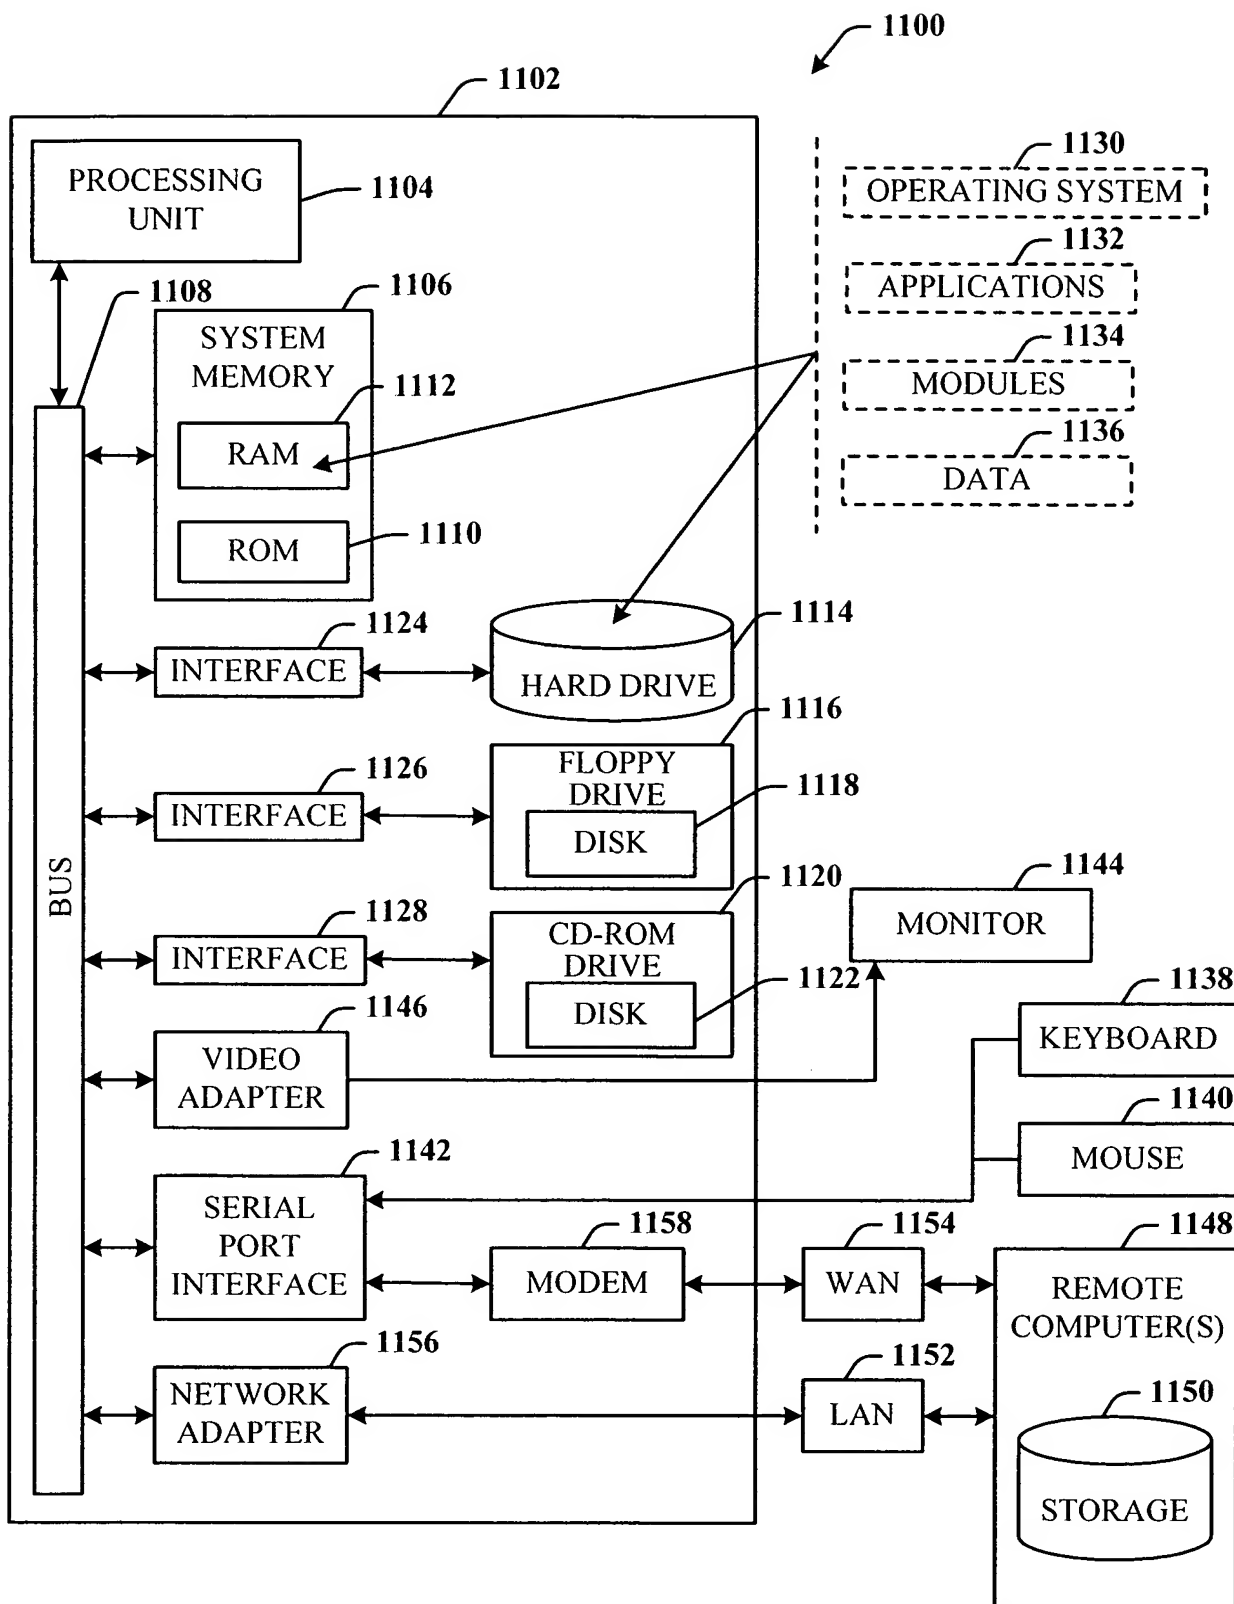 1100
1102
PROCESSING
UNIT
1104
1130
OPERATING SYSTEM
1132
APPLICATIONS
1134
MODULES
1136
DATA
1108
1106
SYSTEM
MEMORY
1112
RAM
1110
ROM
1124
INTERFACE
1114
HARD DRIVE
1116
FLOPPY
DRIVE
1126
INTERFACE
1118
DISK
BUS
1120
CD-ROM
DRIVE
1128
INTERFACE
1122
DISK
1144
MONITOR
1138
KEYBOARD
1146
VIDEO
ADAPTER
1140
MOUSE
1142
SERIAL
PORT
INTERFACE
1158
MODEM
1154
WAN
1148
REMOTE
COMPUTER(S)
1156
NETWORK
ADAPTER
1152
LAN
1150
STORAGE